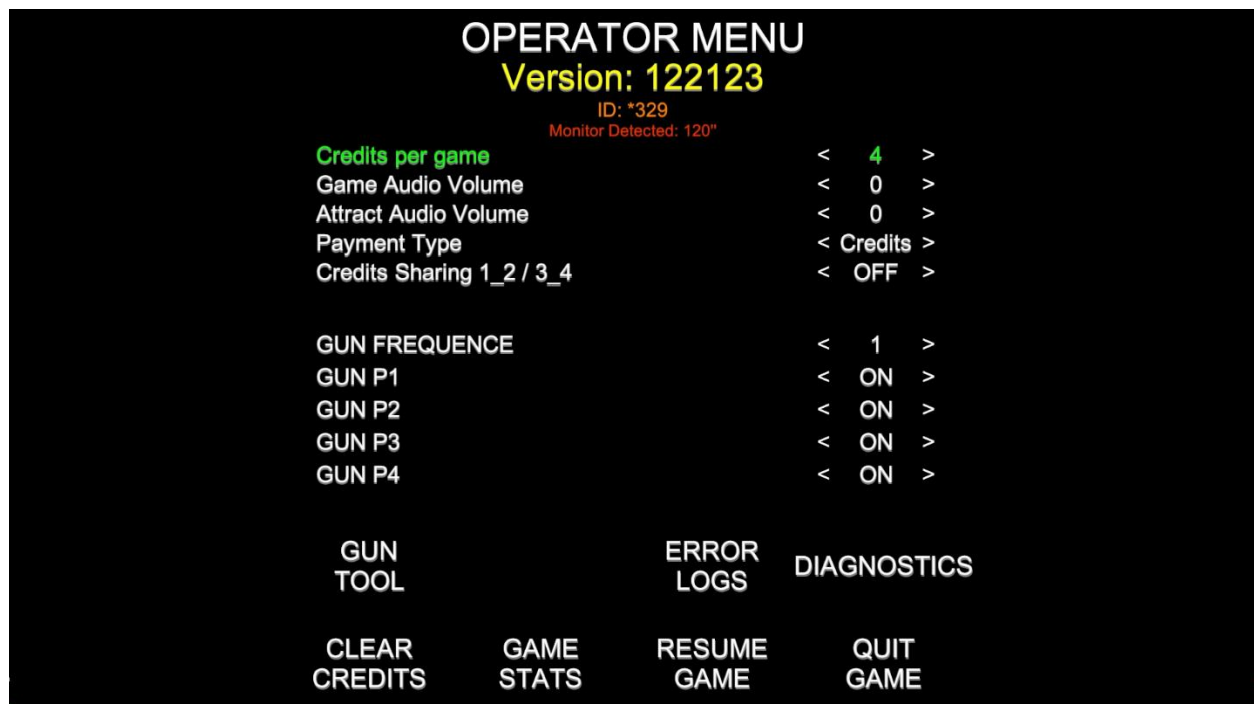 OPERATOR MENU
Version: 122123
ID: *329
Monitor Detected: 120"
Credits per game < 4 >
Game Audio Volume < 0 >
Attract Audio Volume < 0 >
Payment Type < Credits >
Credits Sharing 1_2 / 3_4 < OFF >
GUN FREQUENCE < 1 >
GUN P1 < ON >
GUN P2 < ON >
GUN P3 < ON >
GUN P4 < ON >
GUN
TOOL
ERROR
LOGS
DIAGNOSTICS
CLEAR
CREDITS
GAME
STATS
RESUME
GAME
QUIT
GAME